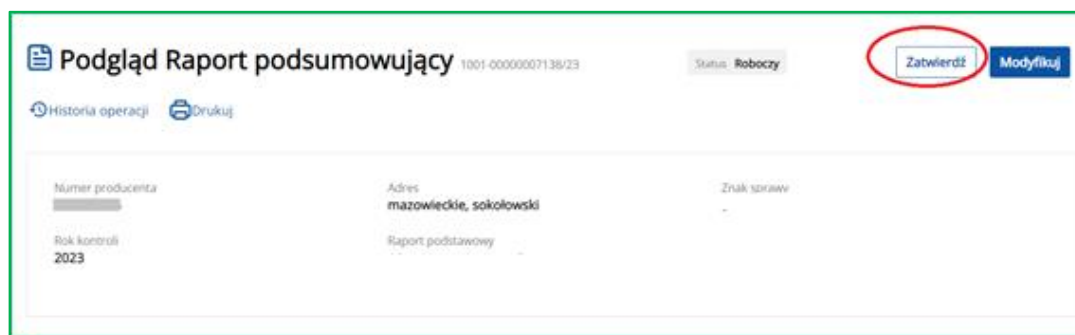 Podgląd Raport podsumowujący 1001-00000007138/23 Status Roboczy Zatwierdź Modyfikuj
Historia operacji Drukuj
Numer producenta Adres Znak sprawy
mazowieckie, sokołowski -
Rok kontroli Raport podstawowy
2023